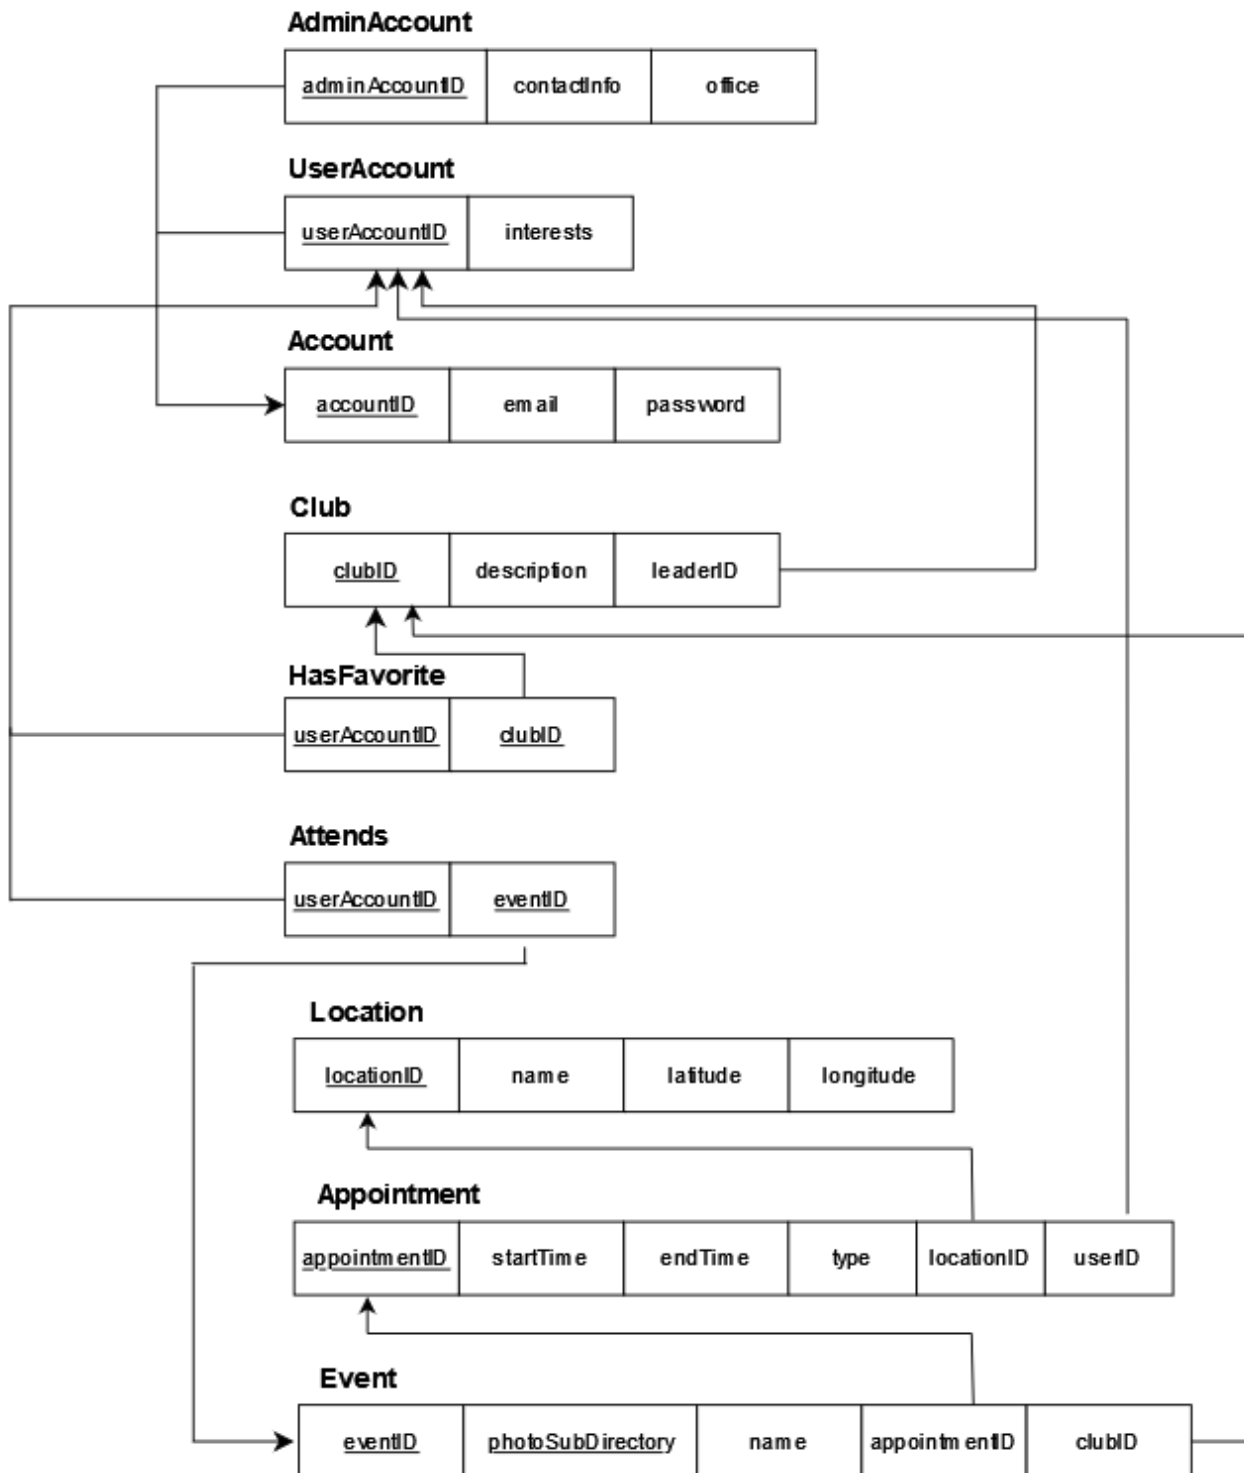 AdminAccount
adminAccountID contactInfo office
UserAccount
userAccountID interests
Account
accountID email password
Club
clubID description leaderID
HasFavorite
userAccountID clubID
Attends
userAccountID eventID
Location
locationID name latitude longitude
Appointment
appointmentID startTime endTime type locationID userID
Event
eventID photoSubDirectory name appointmentID clubID